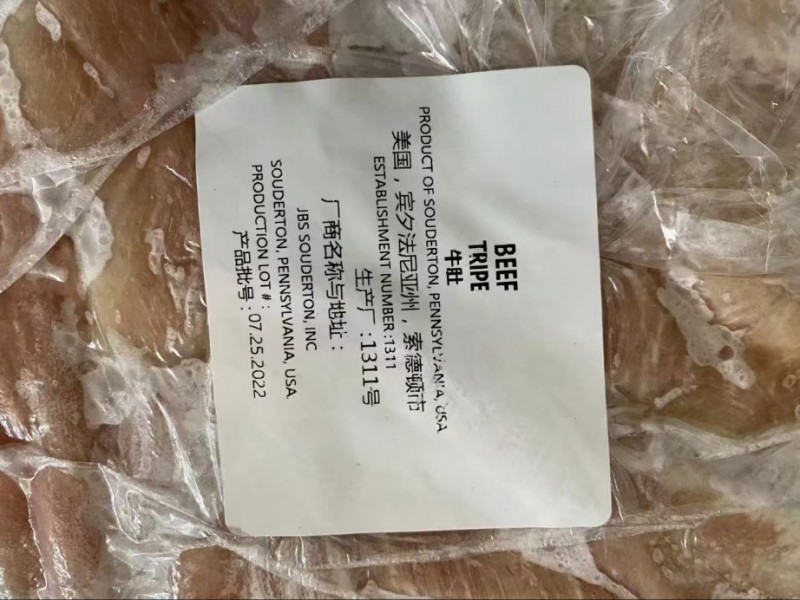 BEEF
TRIPE
牛肚
PRODUCT OF SOUDERTON, PENNSYLVANIA, USA
美国，宾夕法尼亚州，索德顿市
ESTABLISHMENT NUMBER :1311
生产厂 :1311号
厂商名称与地址：
JBS SOUDERTON, INC
SOUDERTON, PENNSYLVANIA, USA.
PRODUCTION LOT # :
产品批号 : 07.25.2022